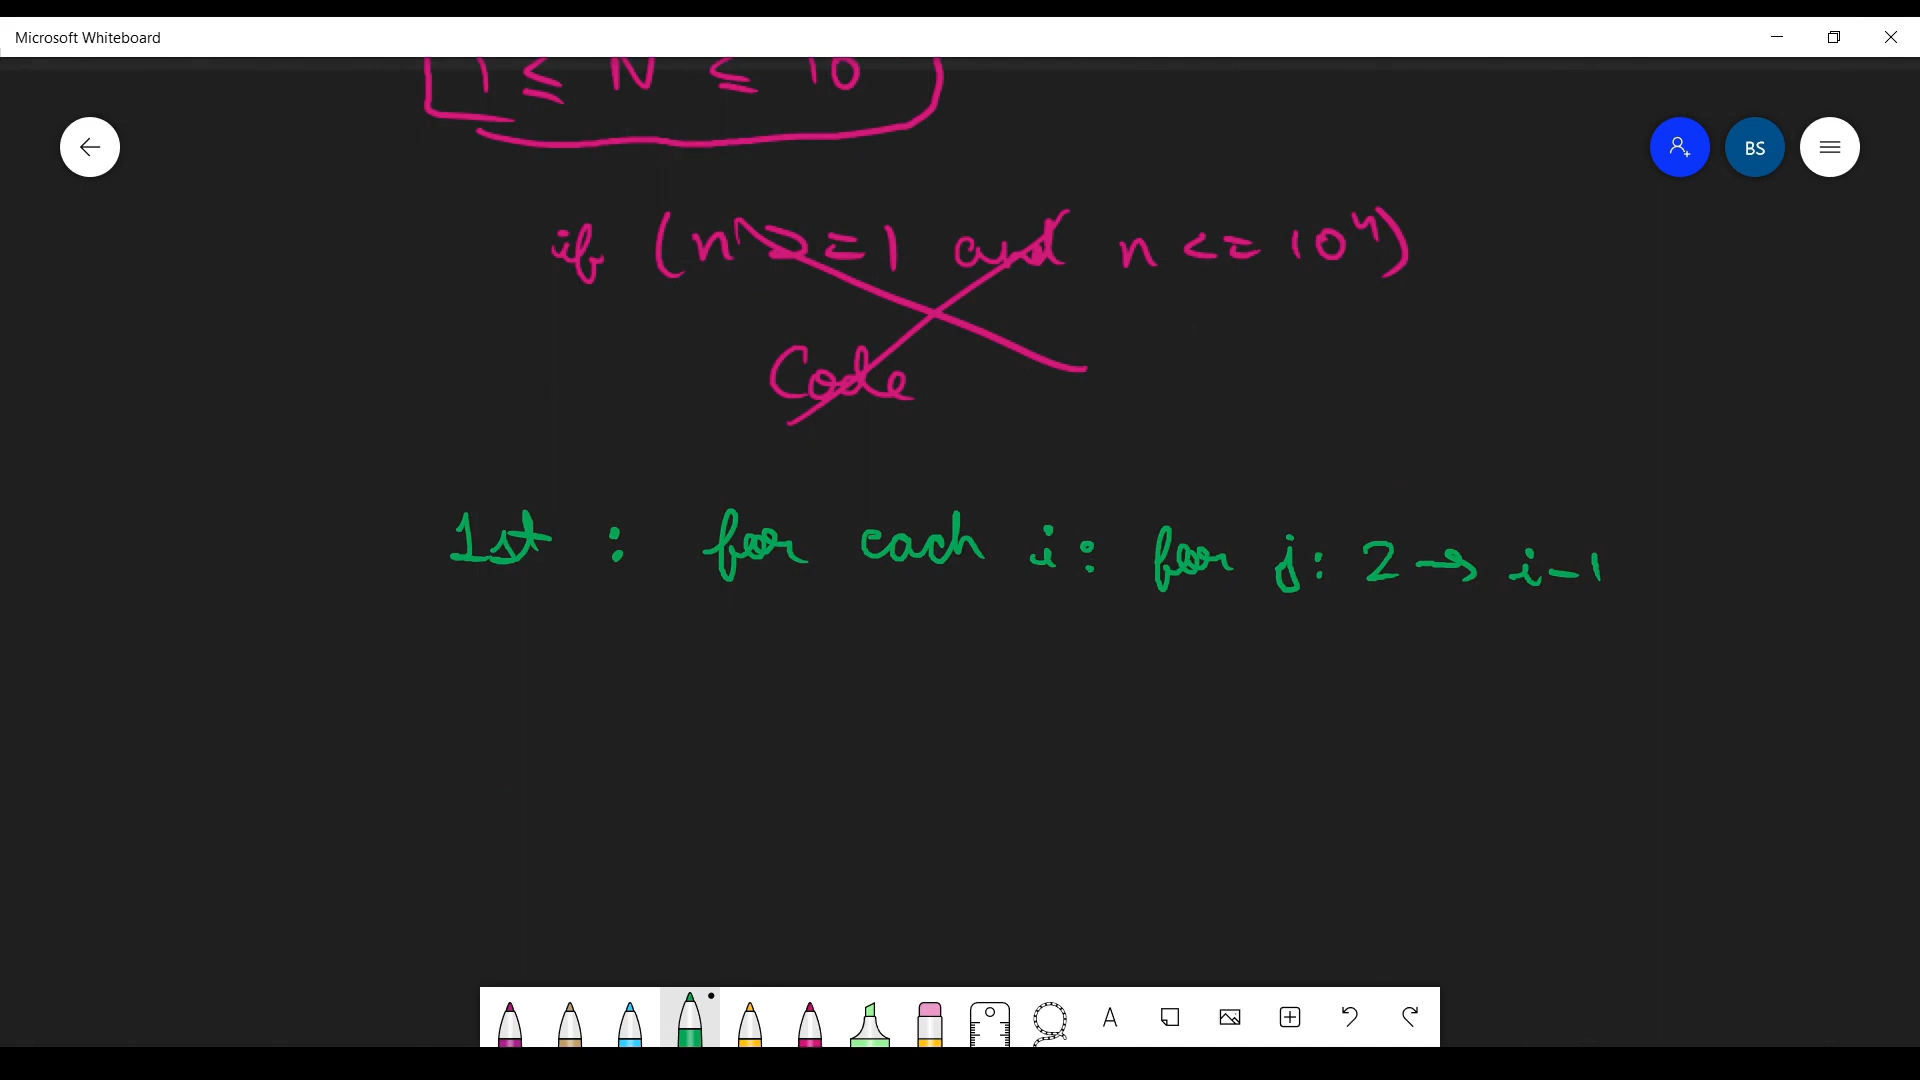 Microsoft Whiteboard
1 ≤ N ≤ 10
BS
if (n >= 1 and n <= 10⁴)
Code
1st : for each i: for j: 2 → i-1
A